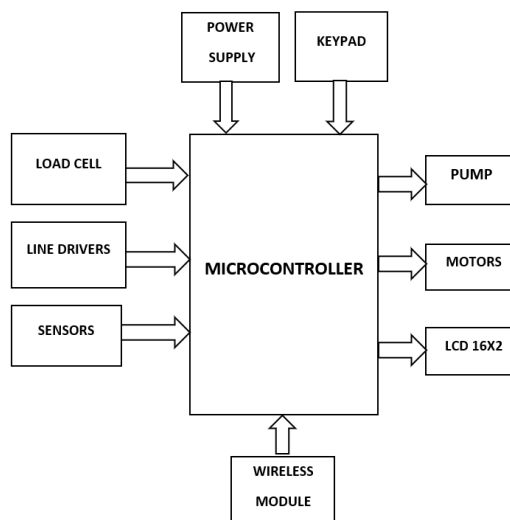 POWER
SUPPLY
KEYPAD
LOAD CELL
LINE DRIVERS
SENSORS
MICROCONTROLLER
PUMP
MOTORS
LCD 16X2
WIRELESS
MODULE